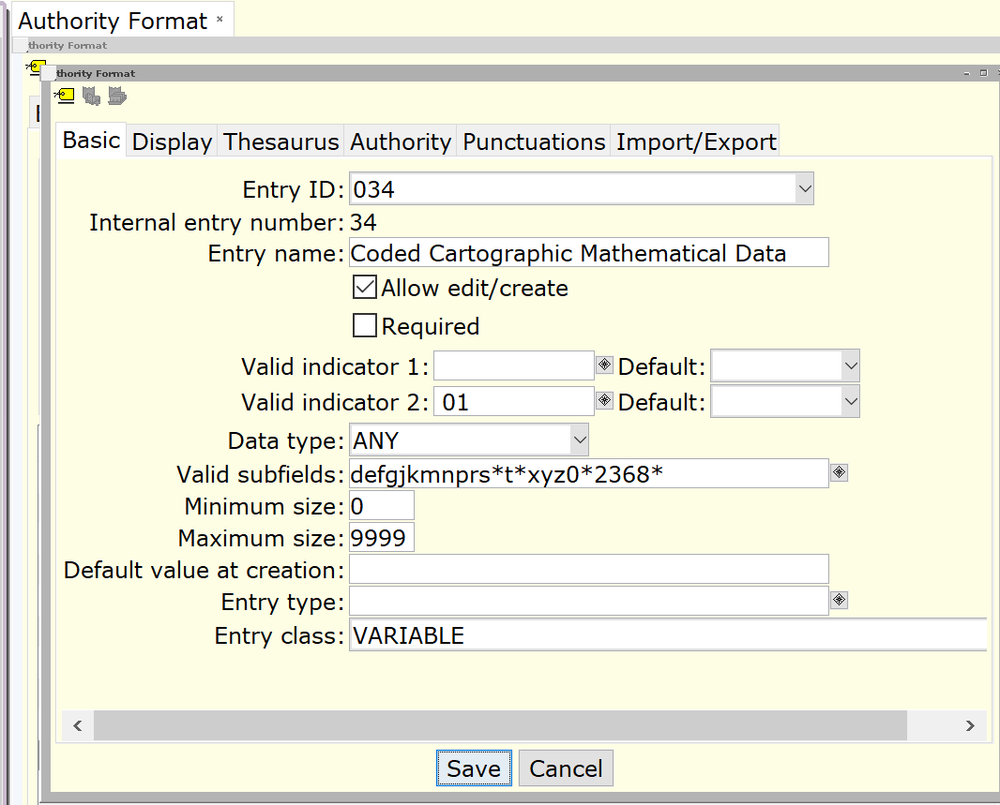 Authority Format ×
thority Format
thority Format
Basic Display Thesaurus Authority Punctuations Import/Export
Entry ID: 034
Internal entry number: 34
Entry name: Coded Cartographic Mathematical Data
Allow edit/create
Required
Valid indicator 1: Default:
Valid indicator 2: 01 Default:
Data type: ANY
Valid subfields: defgjkmnprs*t*xyz0*2368*
Minimum size: 0
Maximum size: 9999
Default value at creation:
Entry type:
Entry class: VARIABLE
Save Cancel